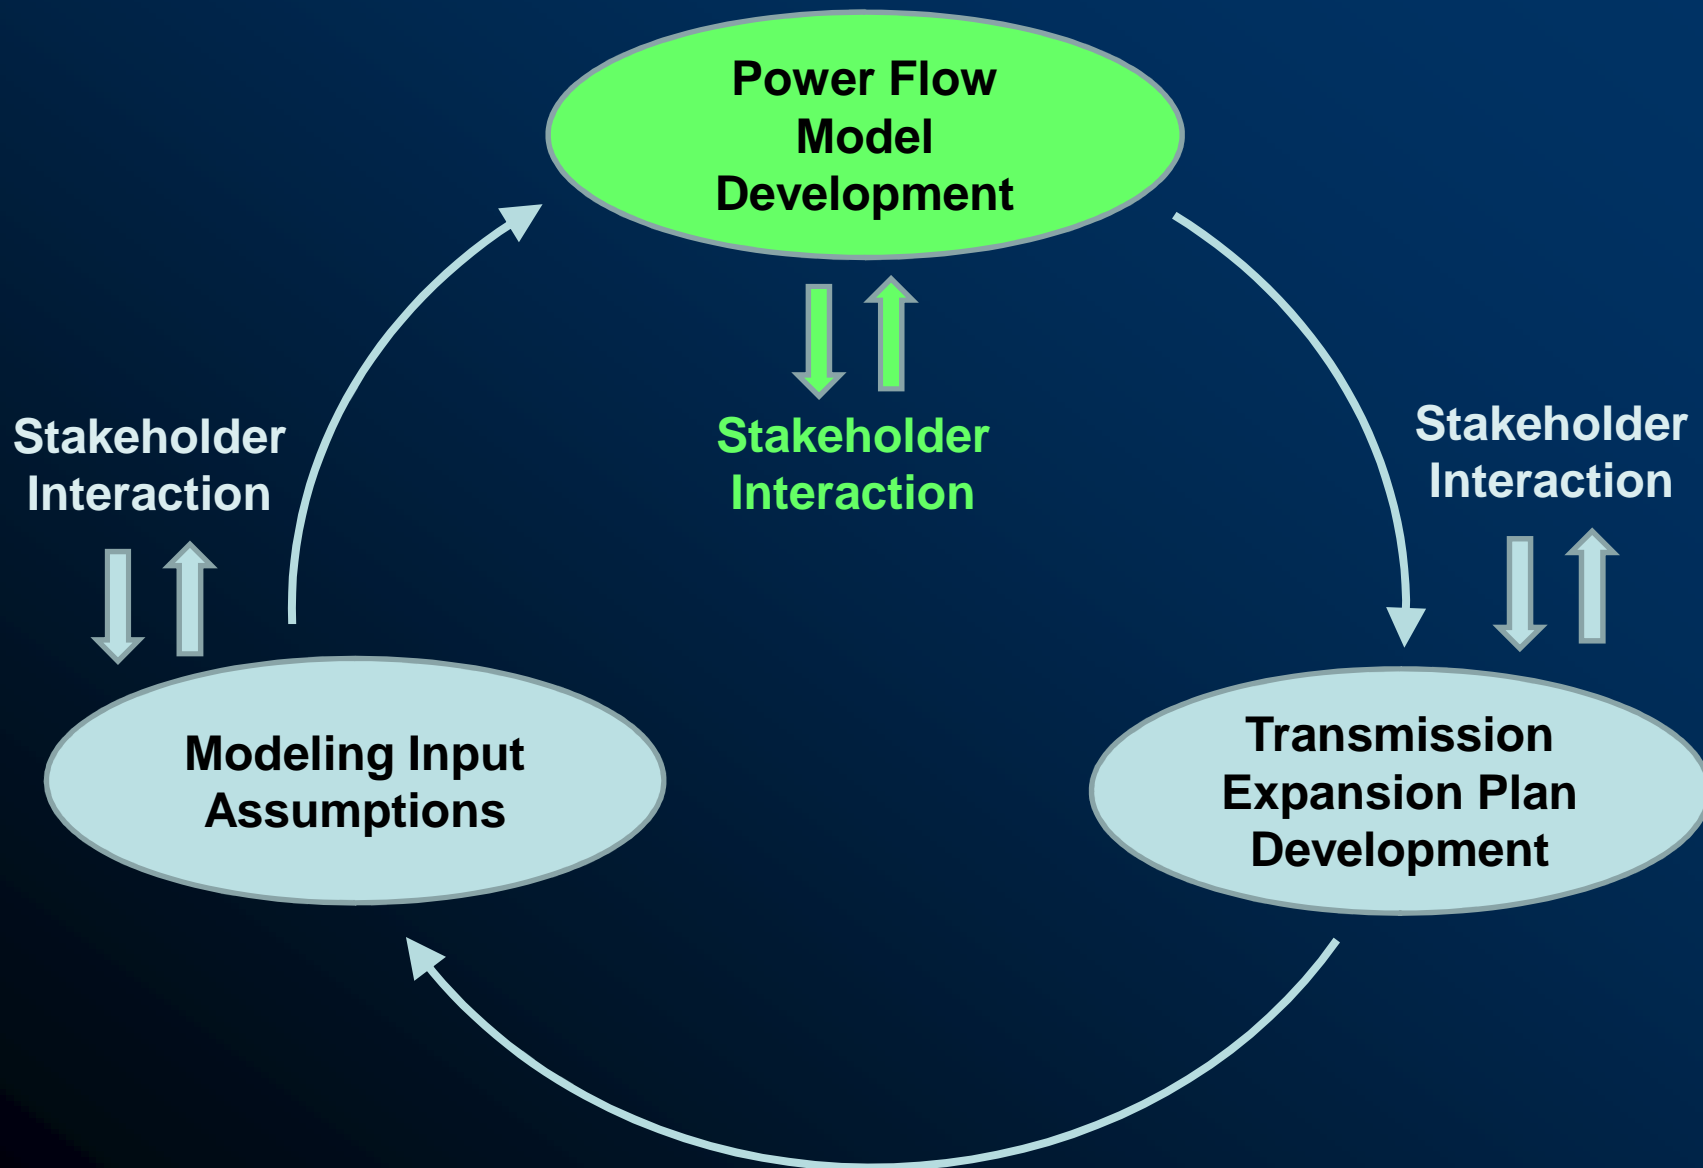 Power Flow
Model
Development
Stakeholder
Interaction
Stakeholder
Interaction
Stakeholder
Interaction
Modeling Input
Assumptions
Transmission
Expansion Plan
Development